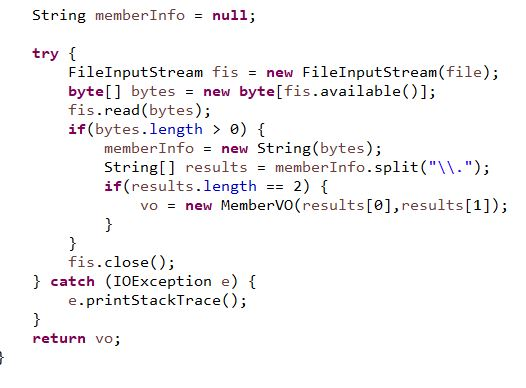 String memberInfo = null;
try {
FileInputStream fis = new FileInputStream(file);
byte[] bytes = new byte[fis.available()];
fis.read(bytes);
if(bytes.length > 0) {
memberInfo = new String(bytes);
String[] results = memberInfo.split("\\.");
if(results.length == 2) {
vo = new MemberVO(results[0],results[1]);
}
}
fis.close();
} catch (IOException e) {
e.printStackTrace();
}
return vo;
}